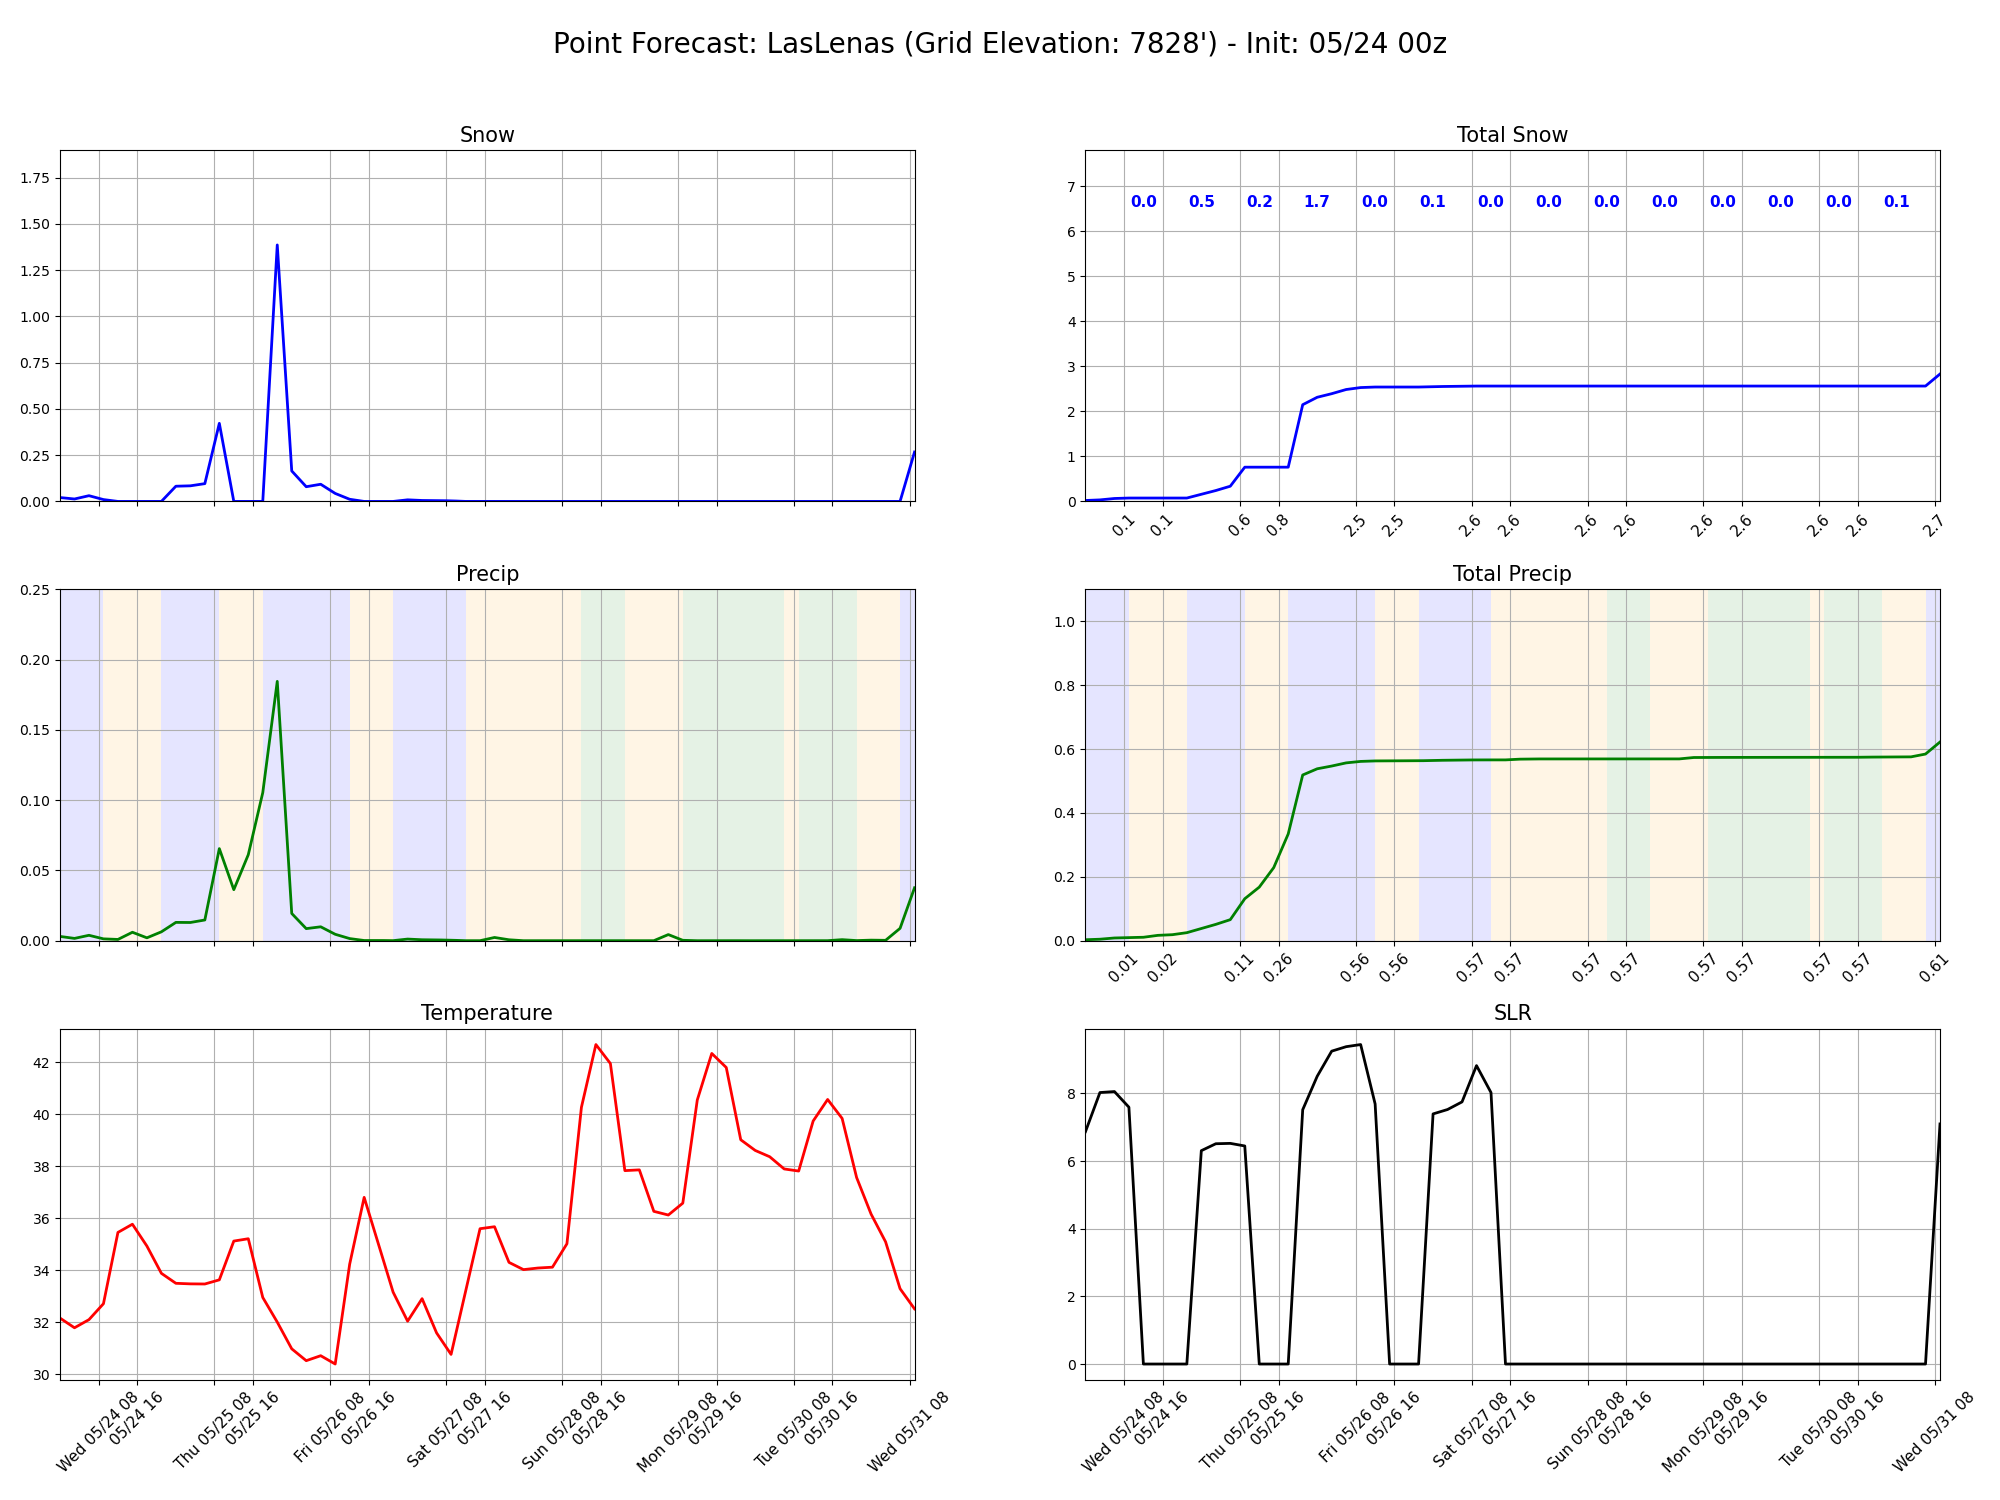 Point Forecast: LasLenas (Grid Elevation: 7828') - Init: 05/24 00z
Snow
1.75
1.50
1.25
1.00
0.75
0.50
0.25
0.00
Total Snow
7
6
5
4
3
2
1
0
0.0 0.5 0.2 1.7 0.0 0.1 0.0 0.0 0.0 0.0 0.0 0.0 0.0 0.1
0.1 0.1 0.6 0.8 2.5 2.5 2.6 2.6 2.6 2.6 2.6 2.6 2.6 2.6 2.7
Precip
0.25
0.20
0.15
0.10
0.05
0.00
Total Precip
1.0
0.8
0.6
0.4
0.2
0.0
0.01 0.02 0.11 0.26 0.56 0.56 0.57 0.57 0.57 0.57 0.57 0.57 0.57 0.57 0.61
Temperature
42
40
38
36
34
32
30
Wed 05/24 08
05/24 16
Thu 05/25 08
05/25 16
Fri 05/26 08
05/26 16
Sat 05/27 08
05/27 16
Sun 05/28 08
05/28 16
Mon 05/29 08
05/29 16
Tue 05/30 08
05/30 16
Wed 05/31 08
SLR
8
6
4
2
0
Wed 05/24 08
05/24 16
Thu 05/25 08
05/25 16
Fri 05/26 08
05/26 16
Sat 05/27 08
05/27 16
Sun 05/28 08
05/28 16
Mon 05/29 08
05/29 16
Tue 05/30 08
05/30 16
Wed 05/31 08